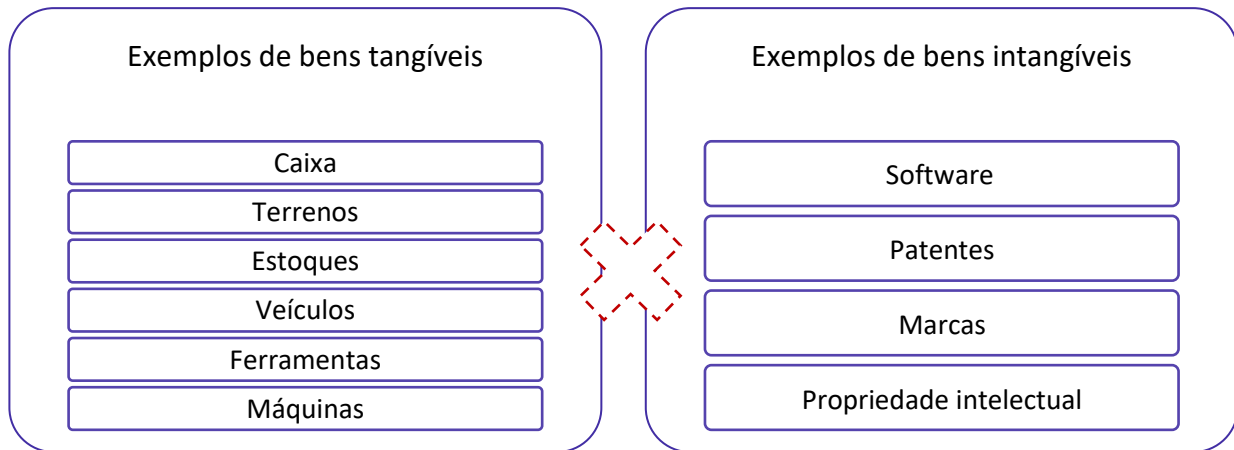 Exemplos de bens tangíveis
Caixa
Terrenos
Estoques
Veículos
Ferramentas
Máquinas
Exemplos de bens intangíveis
Software
Patentes
Marcas
Propriedade intelectual